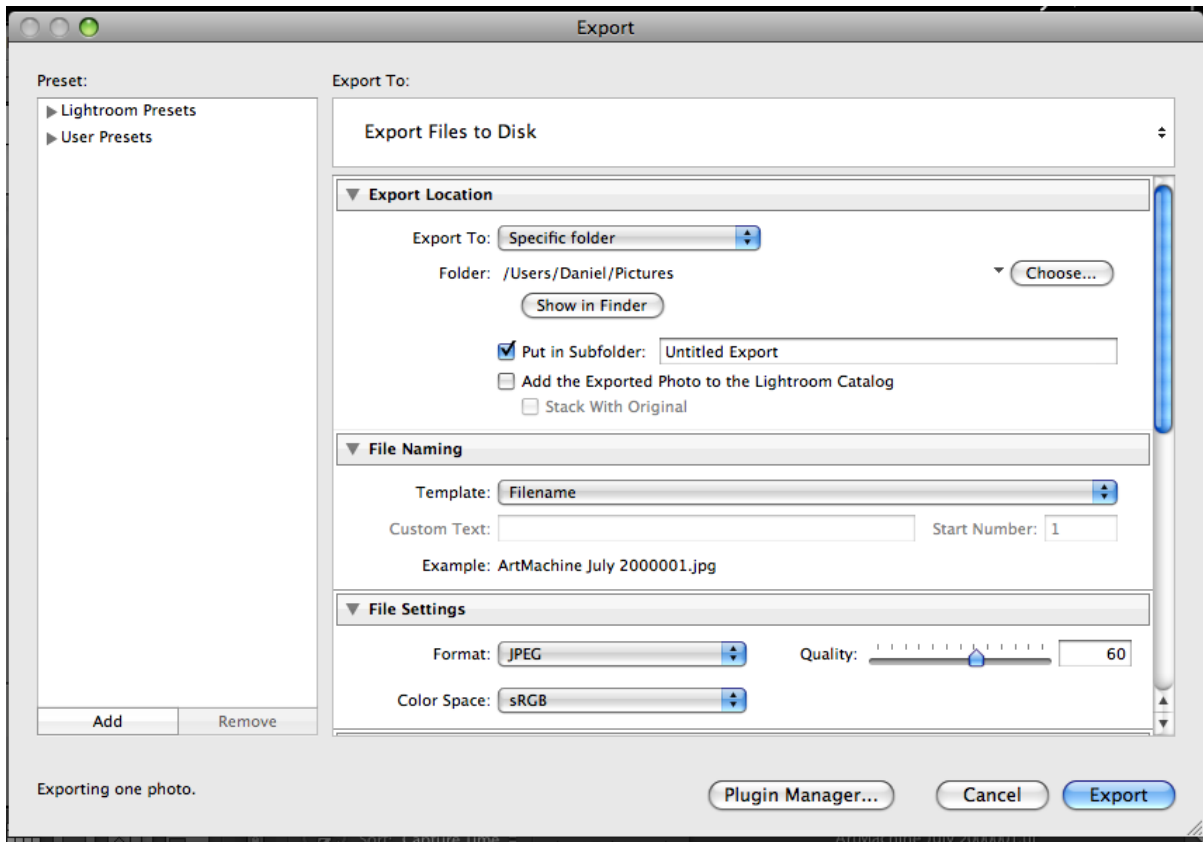 Export
Preset:
Export To:
Lightroom Presets
User Presets
Export Files to Disk
Export Location
Export To: Specific folder
Folder: /Users/Daniel/Pictures Choose...
Show in Finder
Put in Subfolder: Untitled Export
Add the Exported Photo to the Lightroom Catalog
Stack With Original
File Naming
Template: Filename
Custom Text: Start Number: 1
Example: ArtMachine July 2000001.jpg
File Settings
Format: JPEG Quality: 60
Color Space: sRGB
Add Remove
Exporting one photo.
Plugin Manager... Cancel Export